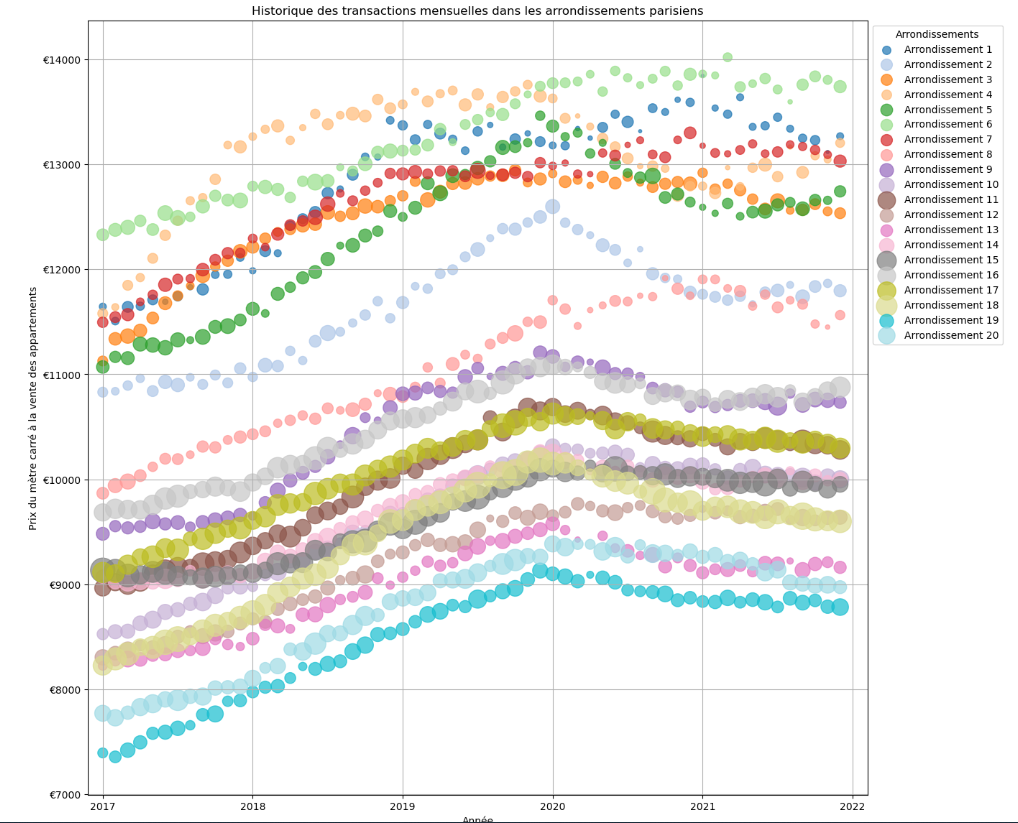 Historique des transactions mensuelles dans les arrondissements parisiens
Prix du mètre carré à la vente des appartements
€14000
€13000
€12000
€11000
€10000
€9000
€8000
€7000
2017
2018
2019
2020
2021
2022
Année
Arrondissements
Arrondissement 1
Arrondissement 2
Arrondissement 3
Arrondissement 4
Arrondissement 5
Arrondissement 6
Arrondissement 7
Arrondissement 8
Arrondissement 9
Arrondissement 10
Arrondissement 11
Arrondissement 12
Arrondissement 13
Arrondissement 14
Arrondissement 15
Arrondissement 16
Arrondissement 17
Arrondissement 18
Arrondissement 19
Arrondissement 20